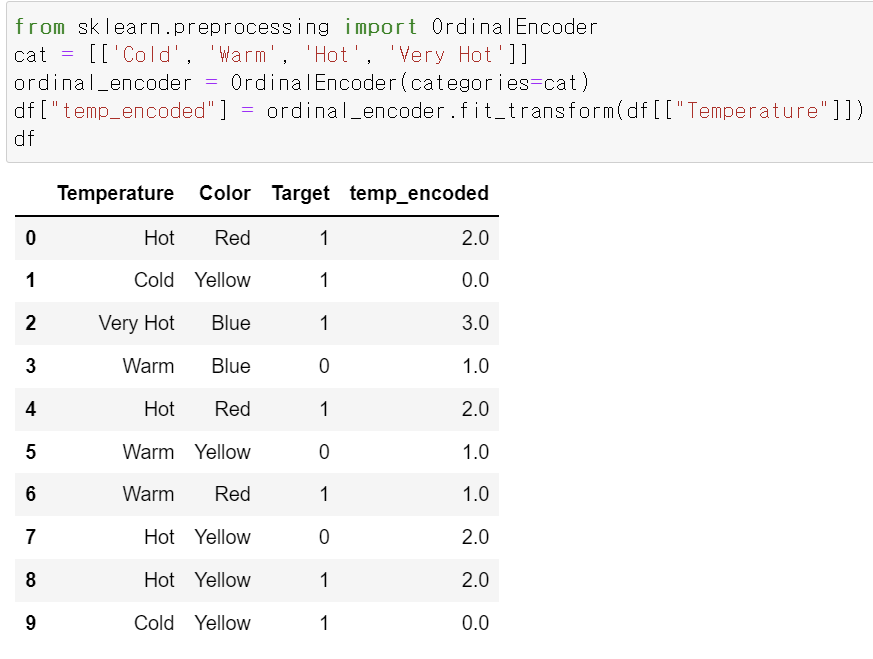 from sklearn.preprocessing import OrdinalEncoder
cat = [['Cold', 'Warm', 'Hot', 'Very Hot']]
ordinal_encoder = OrdinalEncoder(categories=cat)
df["temp_encoded"] = ordinal_encoder.fit_transform(df[["Temperature"]])
df
Temperature Color Target temp_encoded
0 Hot Red 1 2.0
1 Cold Yellow 1 0.0
2 Very Hot Blue 1 3.0
3 Warm Blue 0 1.0
4 Hot Red 1 2.0
5 Warm Yellow 0 1.0
6 Warm Red 1 1.0
7 Hot Yellow 0 2.0
8 Hot Yellow 1 2.0
9 Cold Yellow 1 0.0